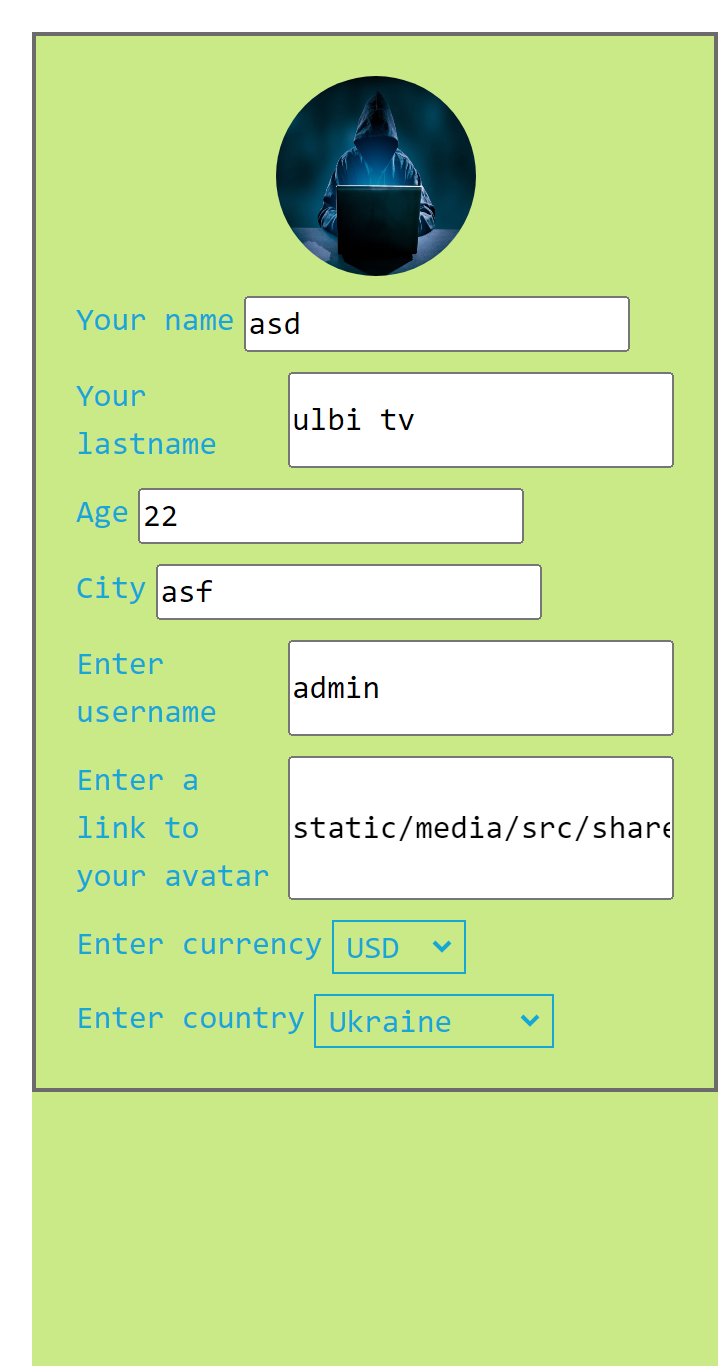 Your name asd
Your
lastname
ulbi tv
Age 22
City asf
Enter
username
admin
Enter a
link to
your avatar
static/media/src/share
Enter currency USD
Enter country Ukraine